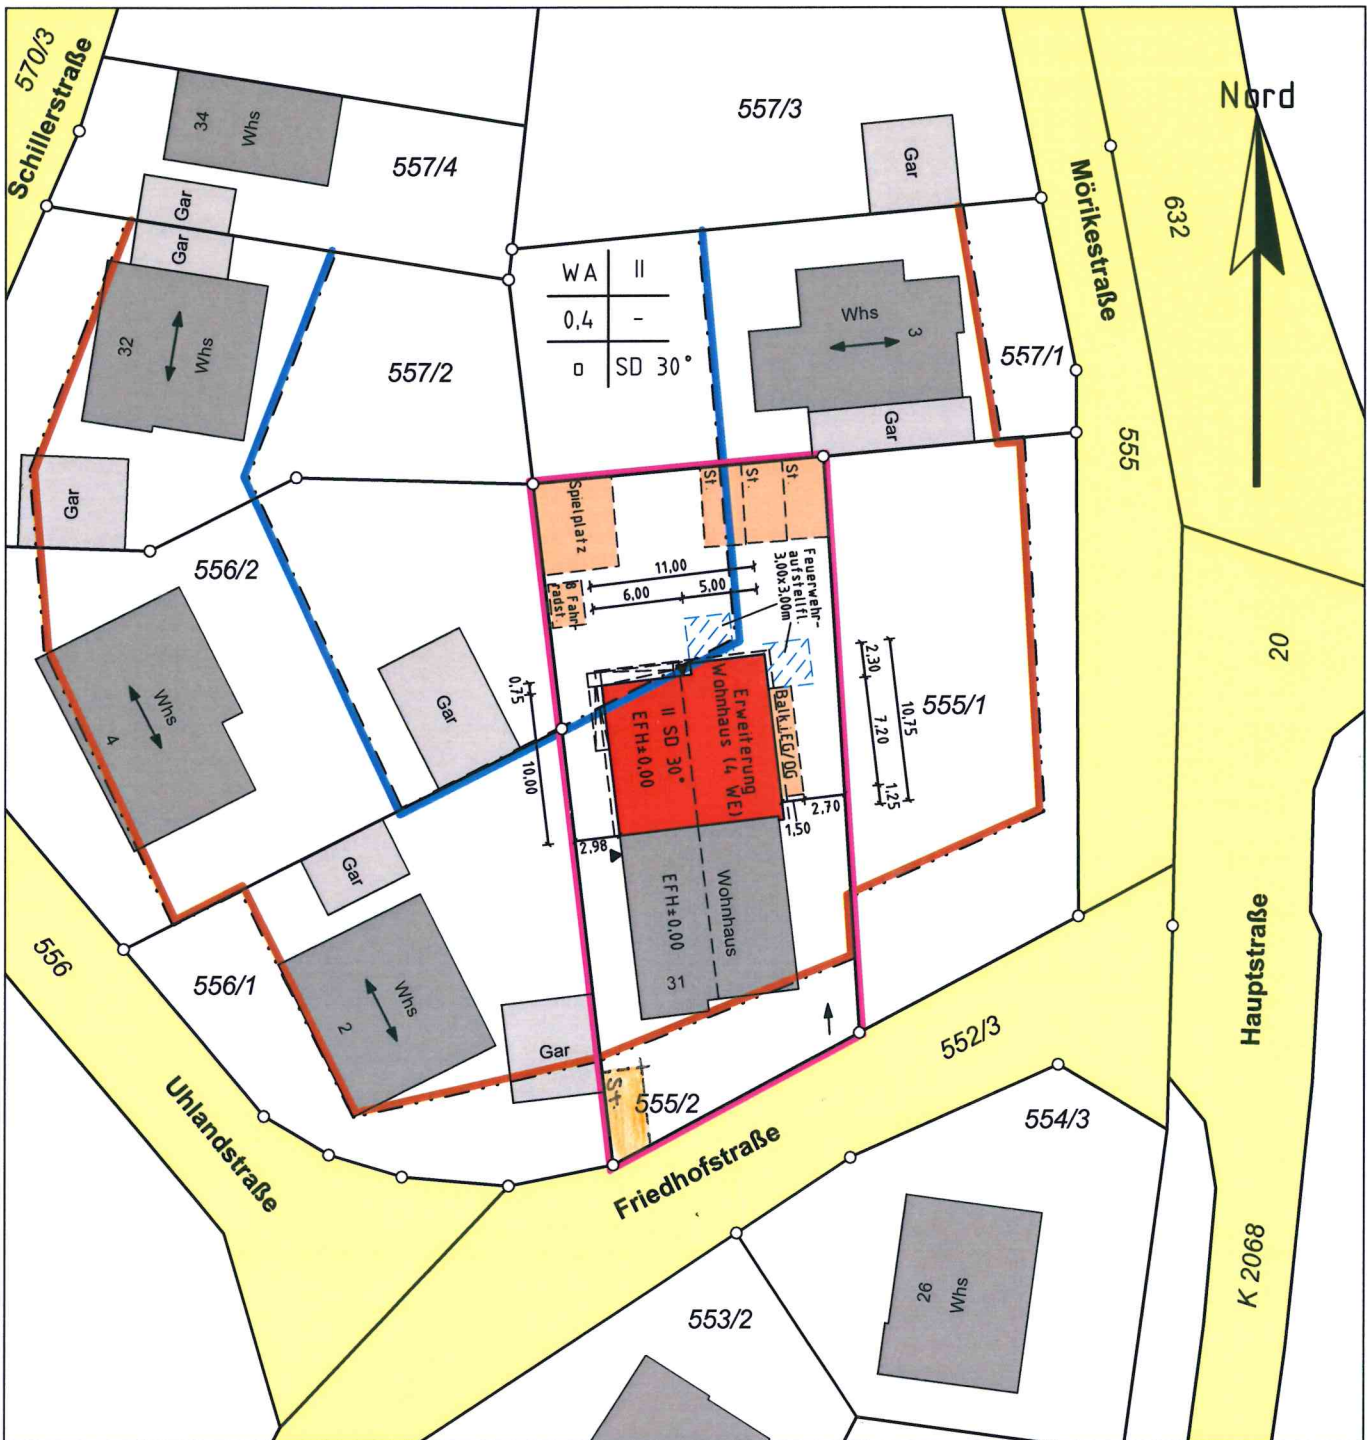 570/3
Schillerstraße
34
Whs
557/4
557/3
Gar
Nord
Mörikestraße
632
Gar
Gar
32
Whs
557/2
WA
II
0,4
-
SD 30°
Whs
3
557/1
Gar
555
Gar
556/2
Spielplatz
St.
St.
St.
8 Fahr-
radst.
11,00
6,00
5,00
Feuerwehr-
aufstellfl.
3,00x3,00m
20
Whs
4
Gar
0,75
10,00
Erweiterung
Wohnhaus (4 WE)
II SD 30°
EFH±0,00
Balk.EG/DG
2,30
10,75
7,20
1,25
555/1
2,70
1,50
2,98
Gar
Wohnhaus
EFH±0,00
31
556
556/1
Whs
2
Gar
Hauptstraße
552/3
St.
555/2
554/3
Uhlandstraße
Friedhofstraße
K 2068
26
Whs
553/2